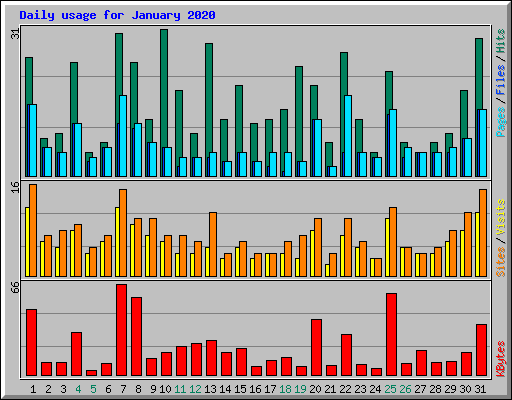 Daily usage for January 2020
31
Pages / Files / Hits
16
Sites / Visits
66
KBytes
1 2 3 4 5 6 7 8 9 10 11 12 13 14 15 16 17 18 19 20 21 22 23 24 25 26 27 28 29 30 31